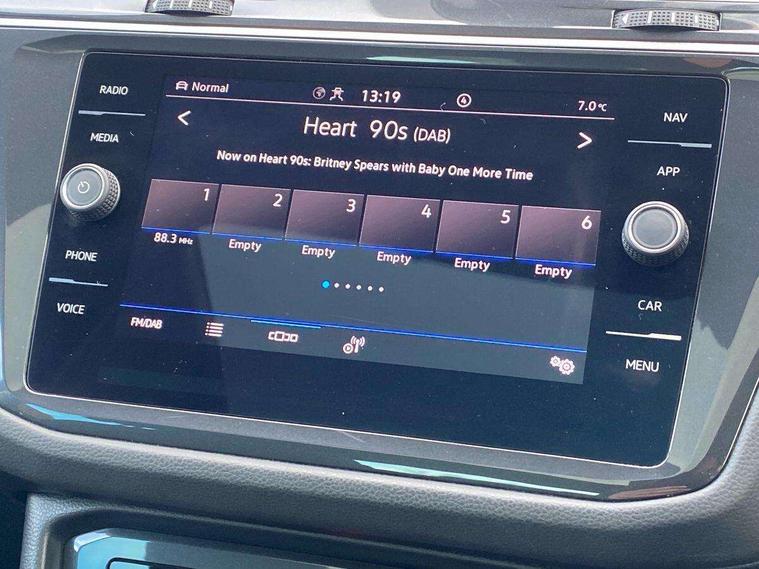 RADIO
MEDIA
PHONE
VOICE
Normal
13:19
4
7.0°C
Heart 90s (DAB)
Now on Heart 90s: Britney Spears with Baby One More Time
1 2 3 4 5 6
88.3 MHz Empty Empty Empty Empty Empty
FM/DAB
NAV
APP
CAR
MENU